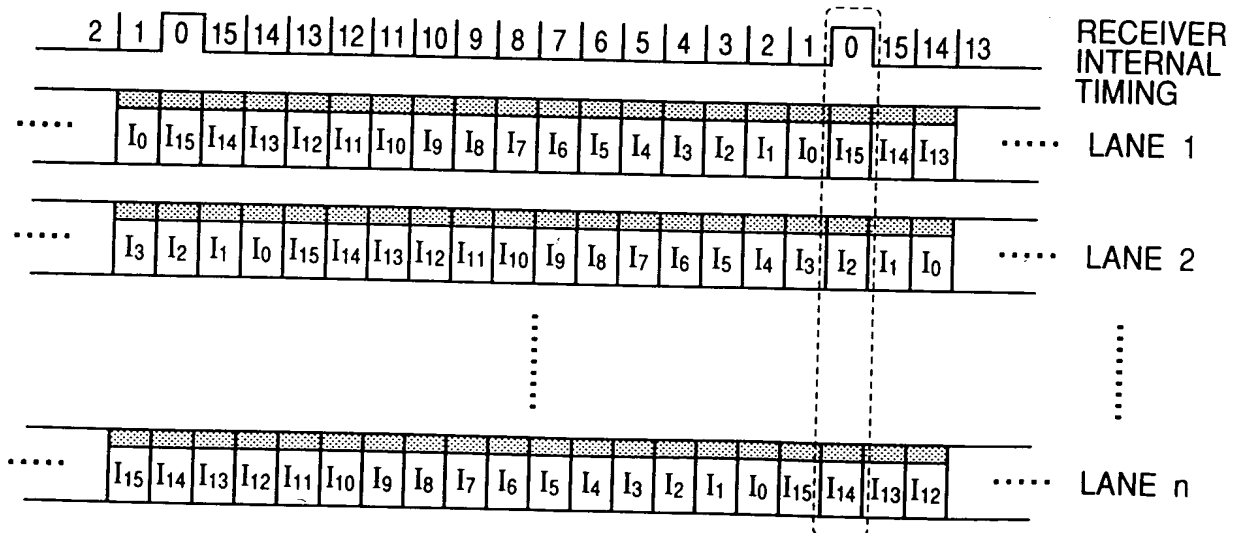 2 1 0 15 14 13 12 11 10 9 8 7 6 5 4 3 2 1 0 15 14 13
RECEIVER
INTERNAL
TIMING
..... I0 I15 I14 I13 I12 I11 I10 I9 I8 I7 I6 I5 I4 I3 I2 I1 I0 I15 I14 I13 ..... LANE 1
..... I3 I2 I1 I0 I15 I14 I13 I12 I11 I10 I9 I8 I7 I6 I5 I4 I3 I2 I1 I0 ..... LANE 2
..... I15 I14 I13 I12 I11 I10 I9 I8 I7 I6 I5 I4 I3 I2 I1 I0 I15 I14 I13 I12 ..... LANE n